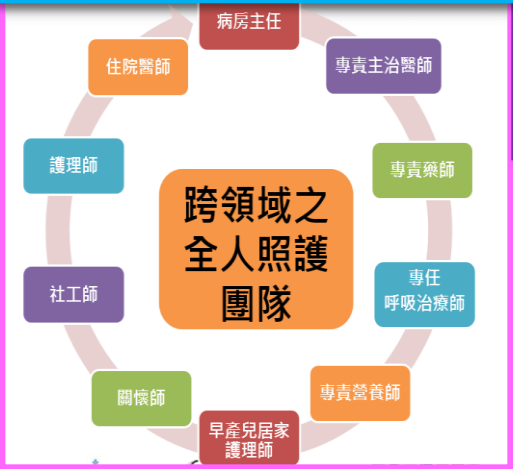 病房主任
專責主治醫師
專責藥師
專任
呼吸治療師
專責營養師
早產兒居家
護理師
關懷師
社工師
護理師
住院醫師
跨領域之
全人照護
團隊